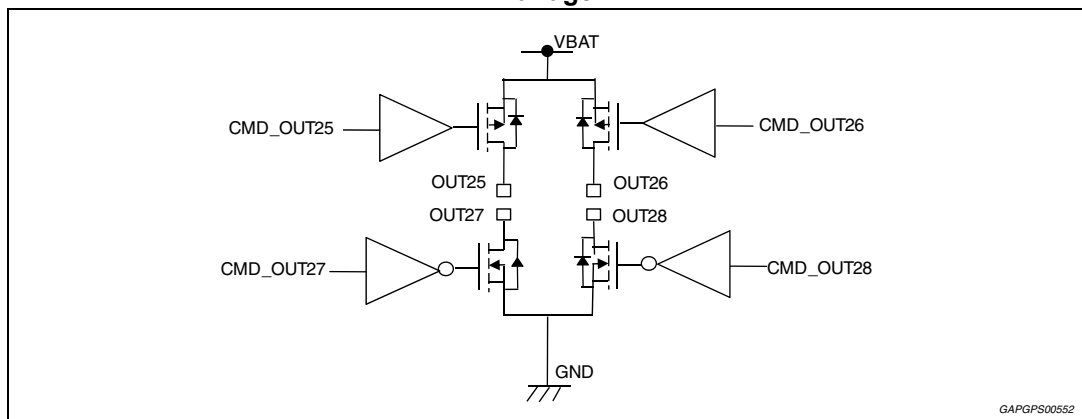 VBAT
CMD_OUT25
CMD_OUT26
OUT25
OUT26
OUT27
OUT28
CMD_OUT27
CMD_OUT28
GND
GAPGPS00552